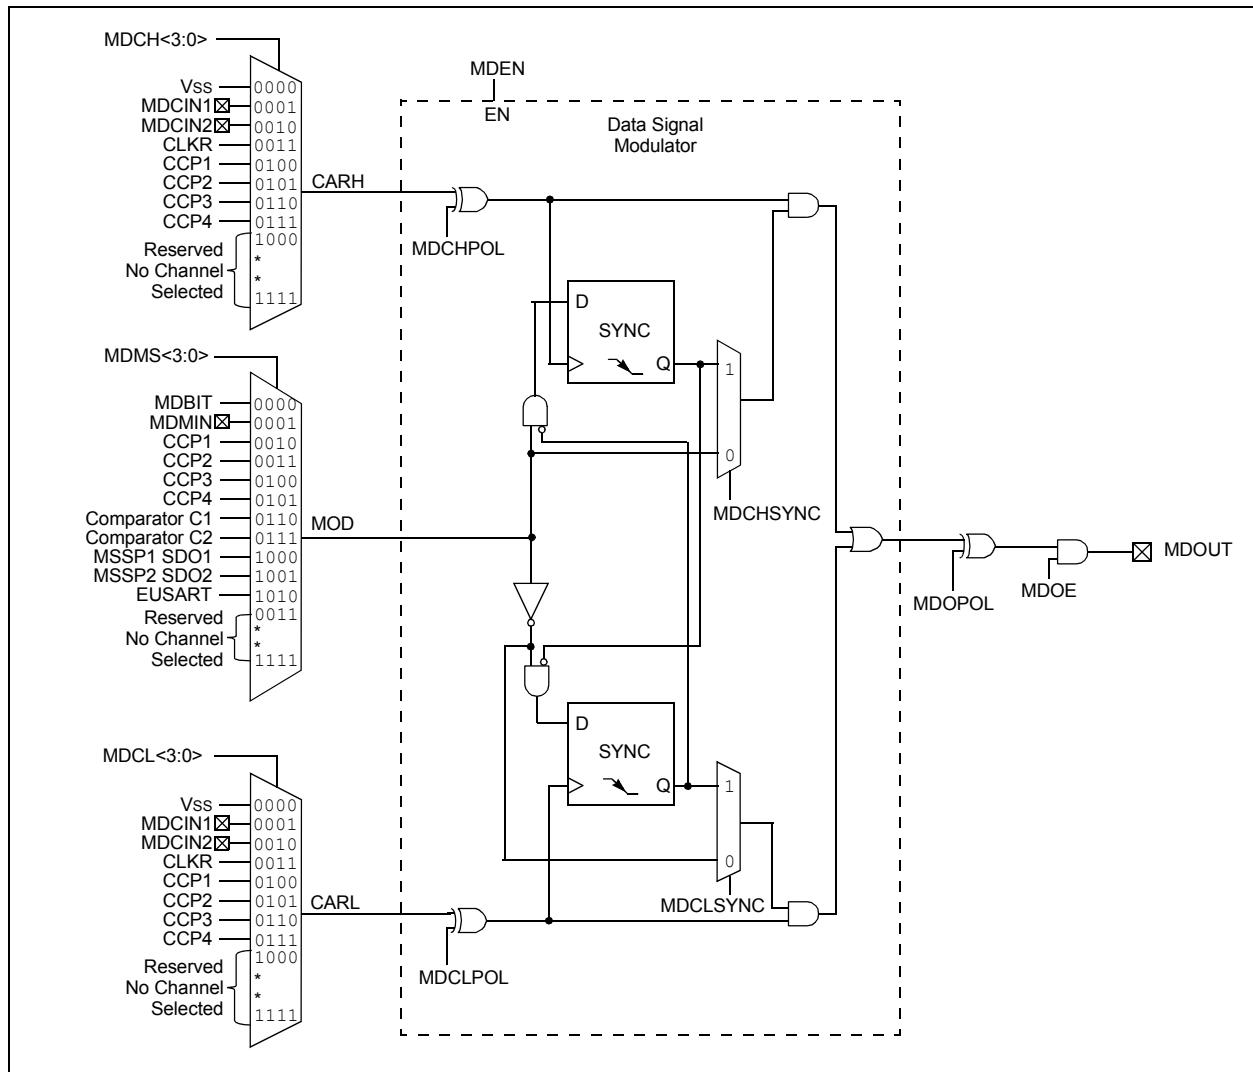 MDCH<3:0>
VSS 0000
MDCIN1 0001
MDCIN2 0010
CLKR 0011
CCP1 0100
CCP2 0101
CCP3 0110
CCP4 0111
Reserved 1000
No Channel *
*
Selected 1111
CARH
MDMS<3:0>
MDBIT 0000
MDMIN 0001
CCP1 0010
CCP2 0011
CCP3 0100
CCP4 0101
Comparator C1 0110
Comparator C2 0111
MSSP1 SDO1 1000
MSSP2 SDO2 1001
EUSART 1010
Reserved 0011
No Channel *
*
Selected 1111
MOD
MDCL<3:0>
VSS 0000
MDCIN1 0001
MDCIN2 0010
CLKR 0011
CCP1 0100
CCP2 0101
CCP3 0110
CCP4 0111
Reserved 1000
No Channel *
*
Selected 1111
CARL
MDEN
EN
Data Signal
Modulator
MDCHPOL
D
SYNC
Q
1
0
MDCHSYNC
D
SYNC
Q
1
0
MDCLSYNC
MDCLPOL
MDOPOL
MDOE
MDOUT